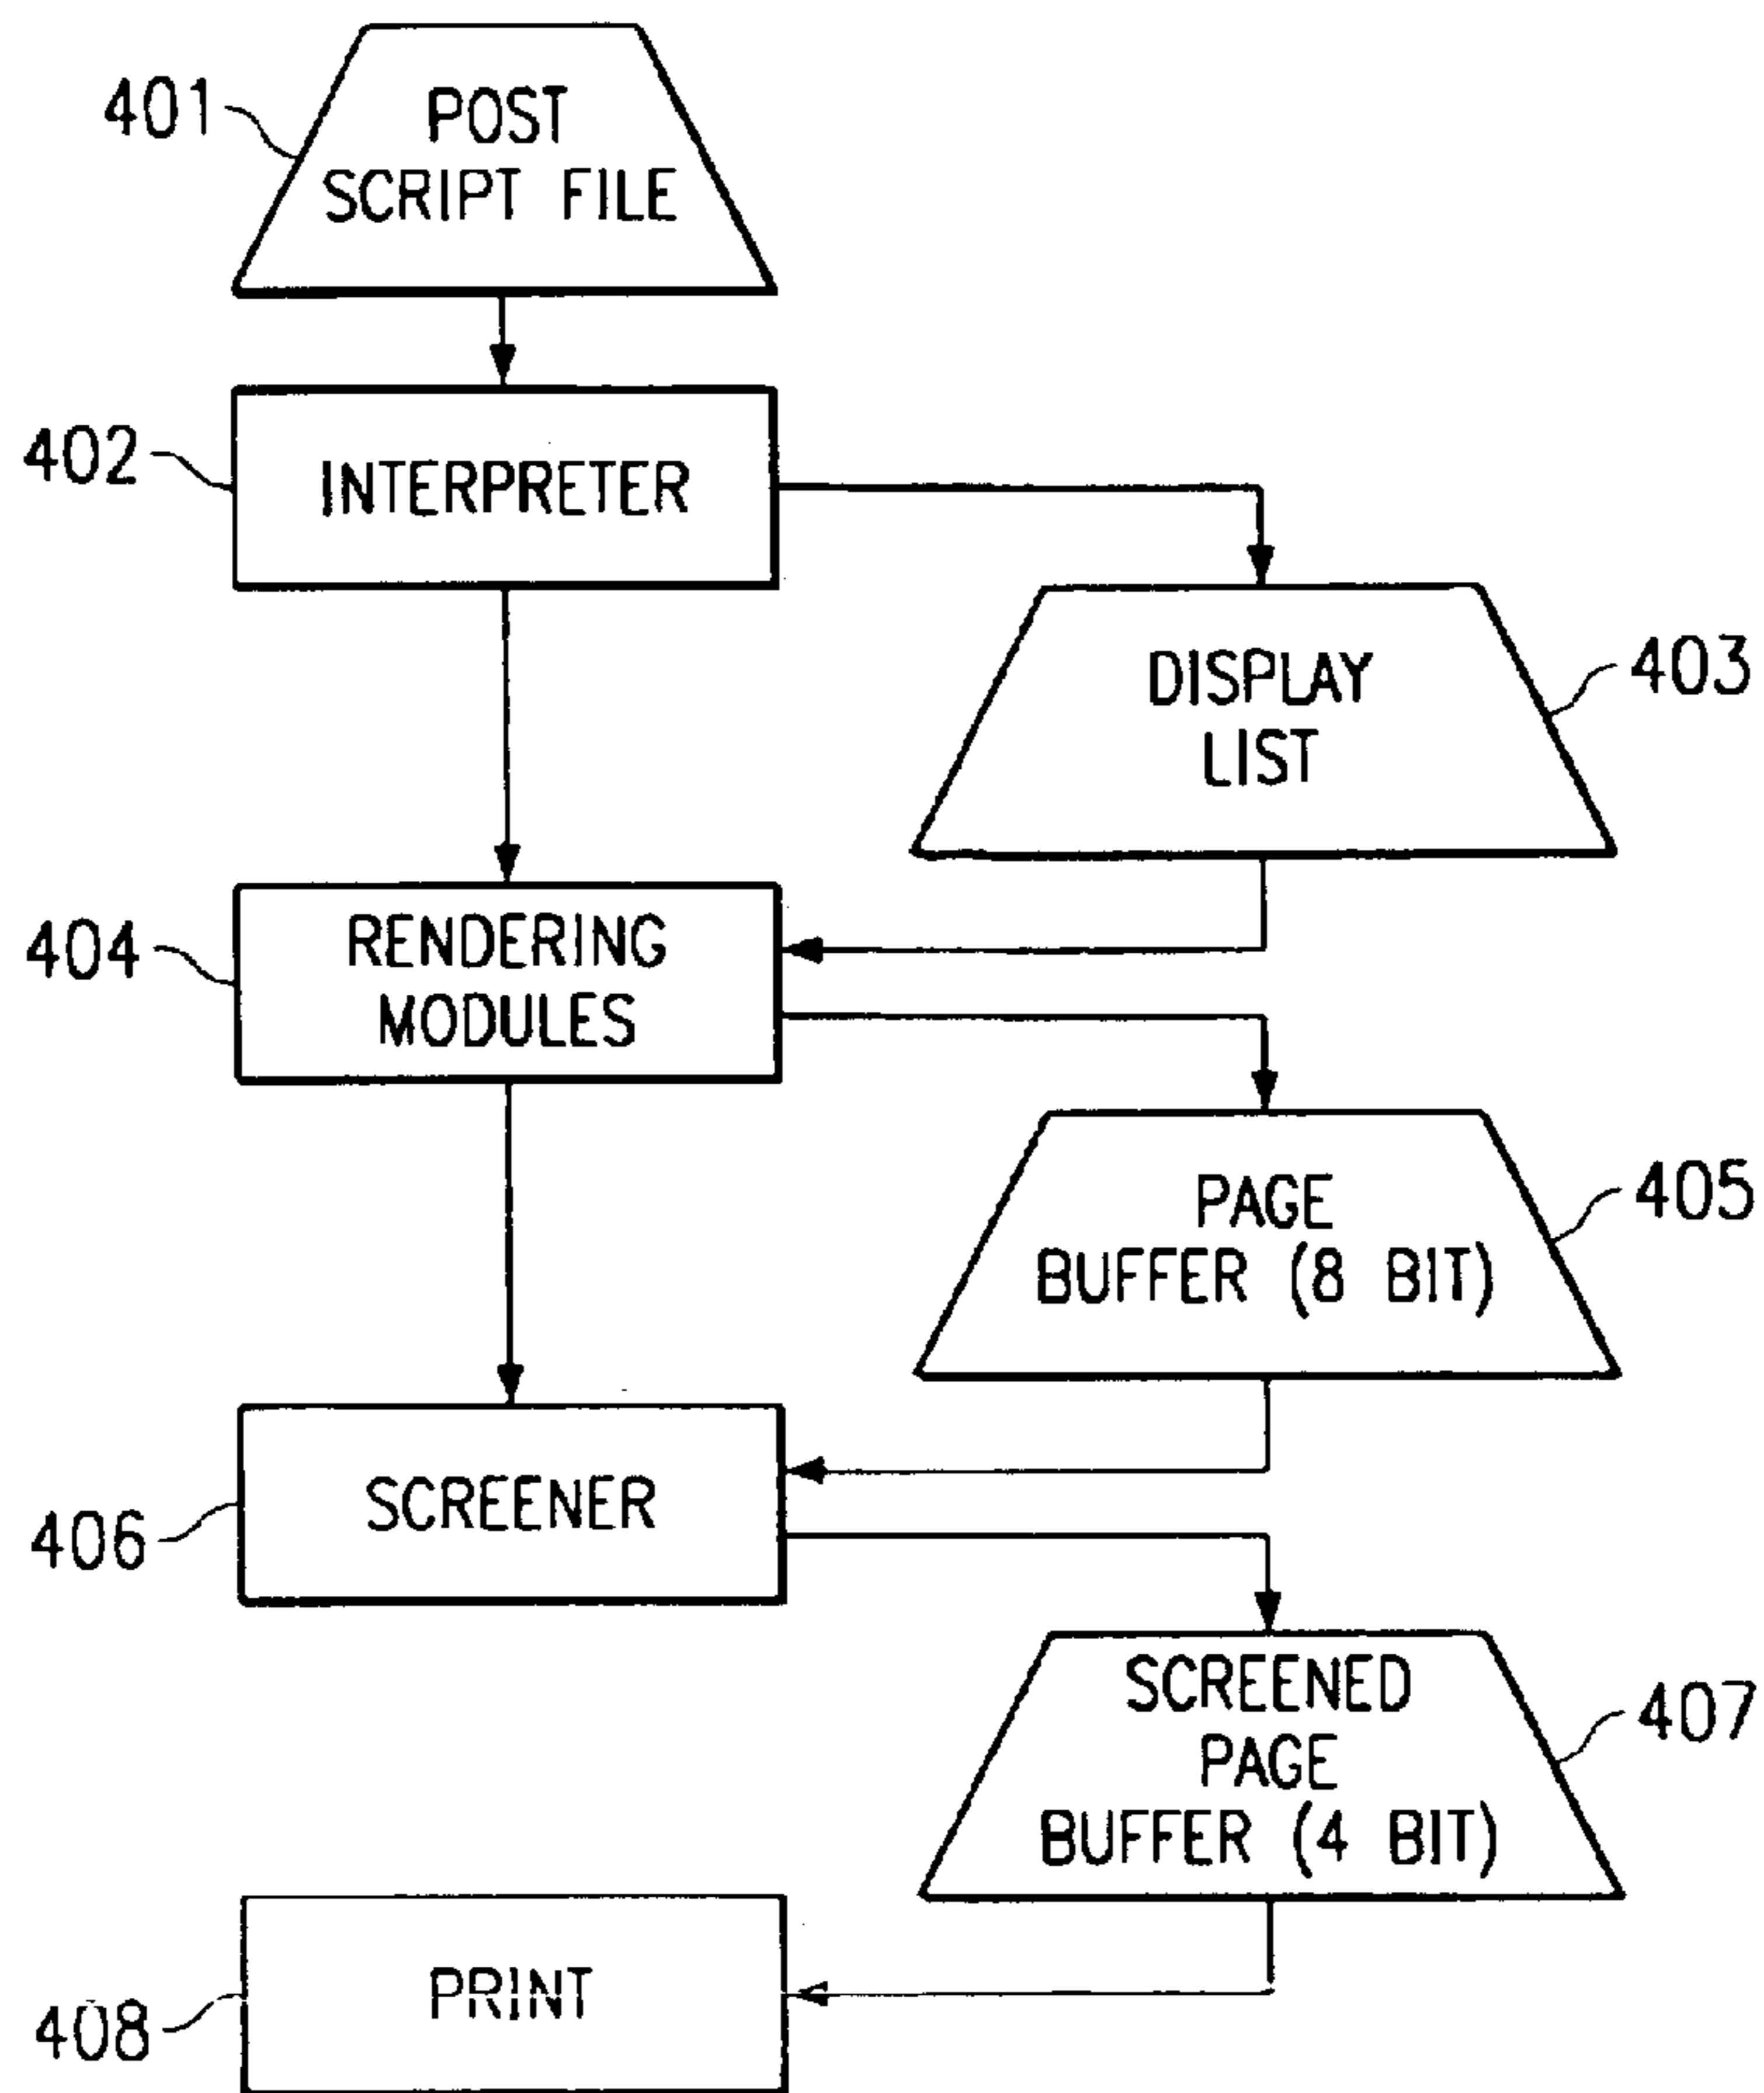 401
POST
SCRIPT FILE
402
INTERPRETER
DISPLAY
LIST
403
404
RENDERING
MODULES
PAGE
BUFFER (8 BIT)
405
406
SCREENER
SCREENED
PAGE
BUFFER (4 BIT)
407
408
PRINT